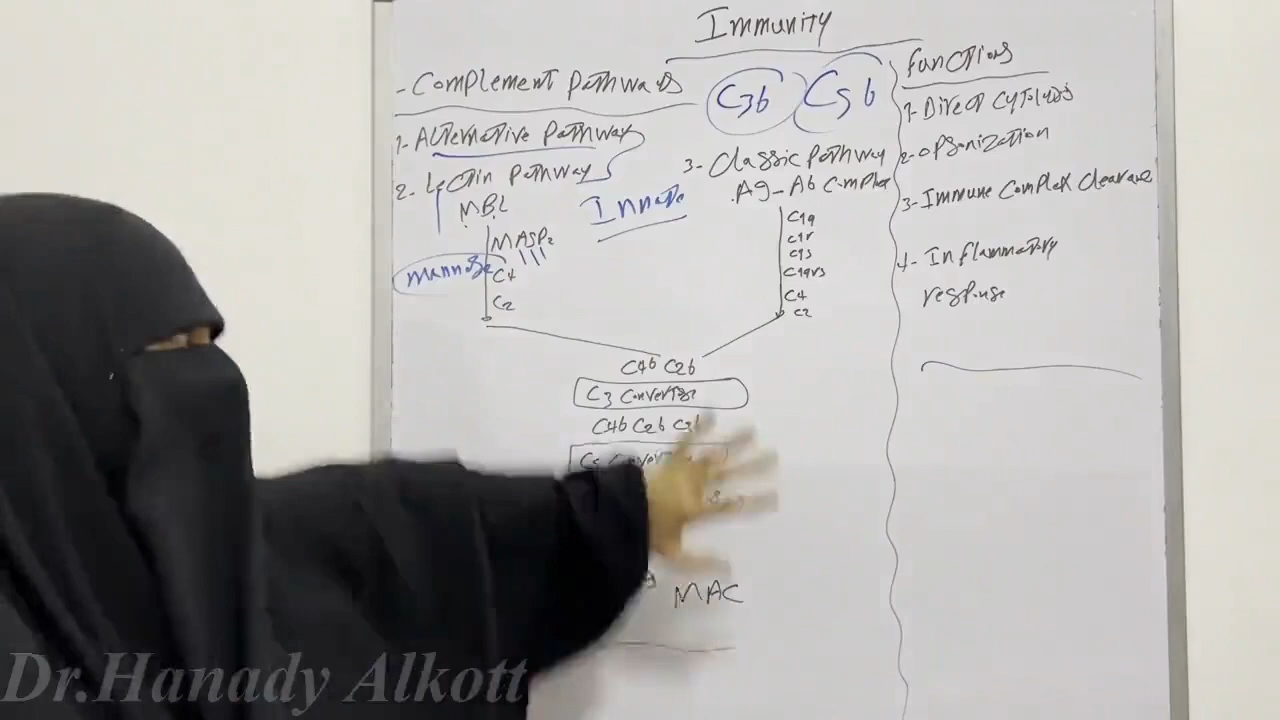 Immunity
- Complement Pathways
C3b C5b
1- Alternative Pathway
2- Lectin Pathway
MBL
MASP2
mannose
C4
C2
Innate
3- Classic Pathway
Ag-Ab Complex
C1q
C1r
C1s
C1qrs
C4
C2
C4b C2b
C3 Convertase
C4b C2b C3b
MAC
Functions
1- Direct Cytolysis
2- opsonization
3- Immune Complex Clearance
4- Inflammatory
response
Dr.Hanady Alkott